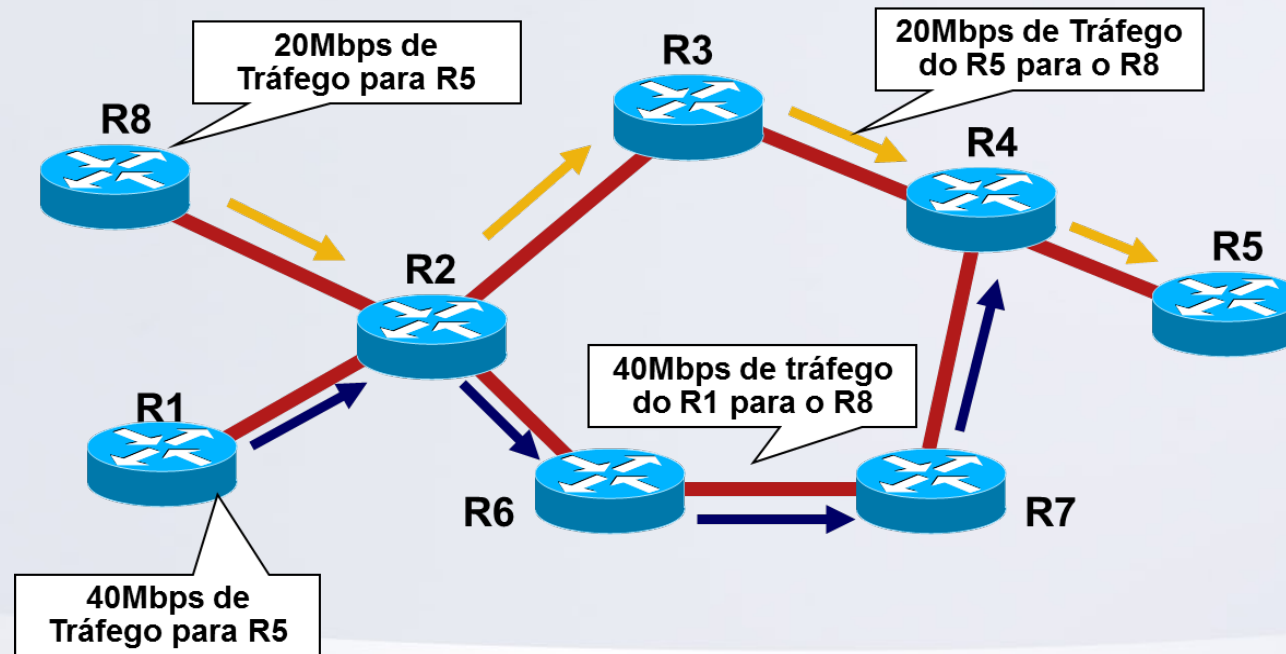 20Mbps de
Tráfego para R5
R3
20Mbps de Tráfego
do R5 para o R8
R8
R4
R2
R5
40Mbps de tráfego
do R1 para o R8
R1
R6
R7
40Mbps de
Tráfego para R5